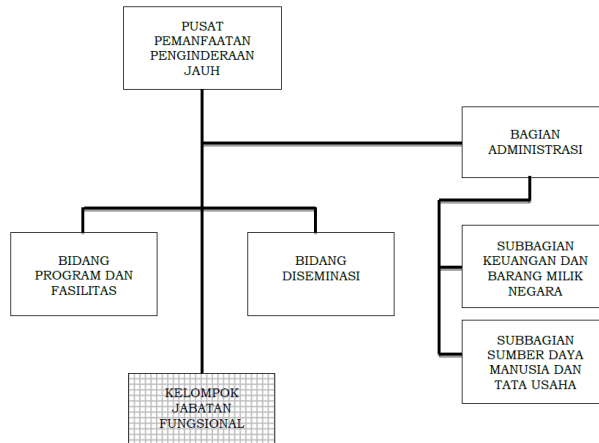 PUSAT
PEMANFAATAN
PENGINDERAAN
JAUH
BAGIAN
ADMINISTRASI
BIDANG
PROGRAM DAN
FASILITAS
BIDANG
DISEMINASI
SUBBAGIAN
KEUANGAN DAN
BARANG MILIK
NEGARA
SUBBAGIAN
SUMBER DAYA
MANUSIA DAN
TATA USAHA
KELOMPOK
JABATAN
FUNGSIONAL